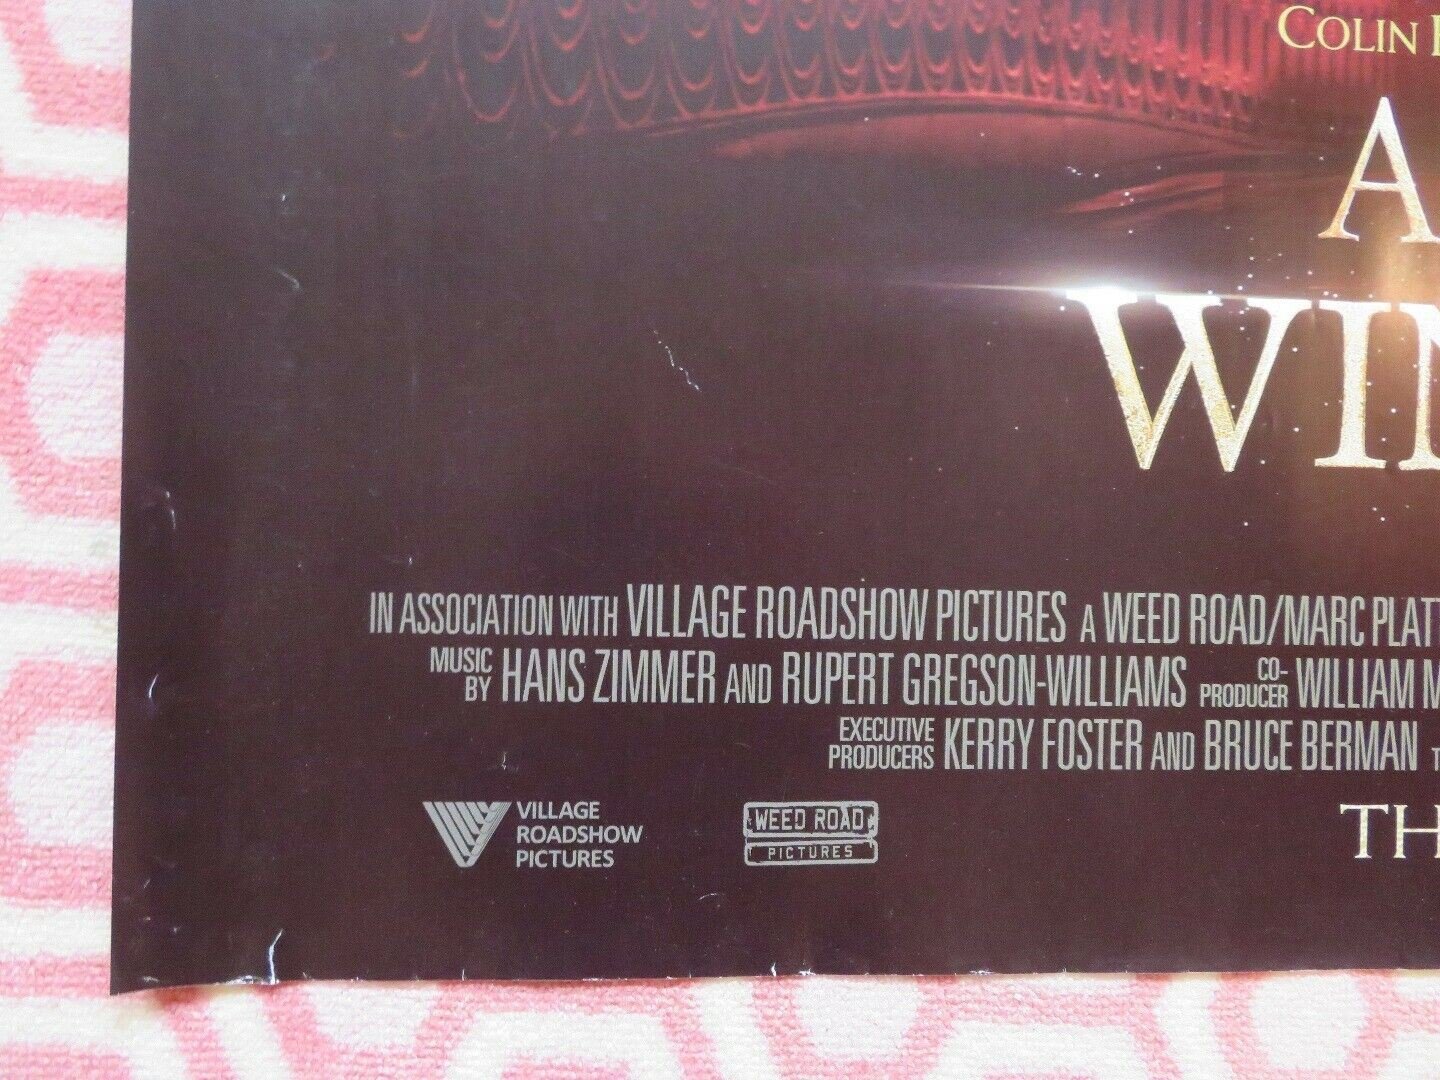 COLIN
A
WIN
IN ASSOCIATION WITH VILLAGE ROADSHOW PICTURES A WEED ROAD/MARC PLAT
MUSIC BY HANS ZIMMER AND RUPERT GREGSON-WILLIAMS CO-PRODUCER WILLIAM M
EXECUTIVE PRODUCERS KERRY FOSTER AND BRUCE BERMAN
VILLAGE
ROADSHOW
PICTURES
WEED ROAD
PICTURES
TH